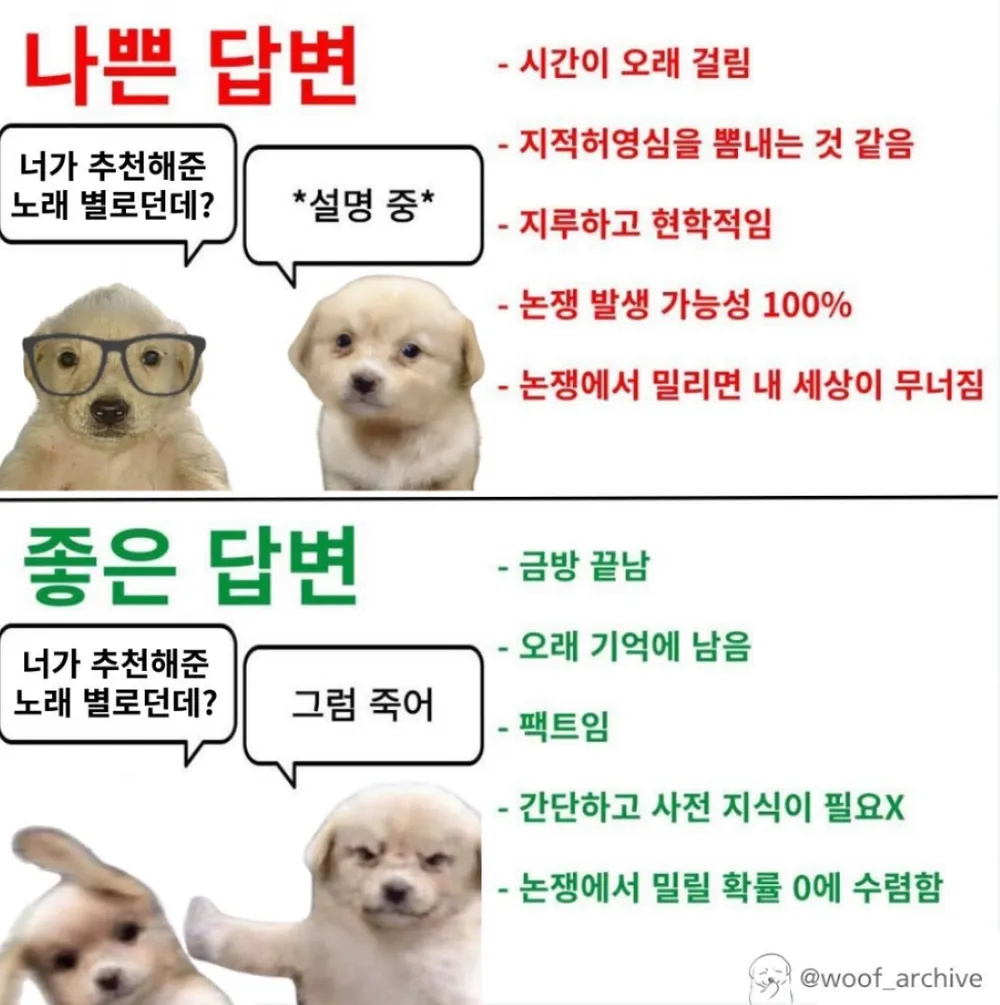 나쁜 답변
너가 추천해준
노래 별로던데?
*설명 중*
- 시간이 오래 걸림
- 지적허영심을 뽐내는 것 같음
- 지루하고 현학적임
- 논쟁 발생 가능성 100%
- 논쟁에서 밀리면 내 세상이 무너짐
좋은 답변
너가 추천해준
노래 별로던데?
그럼 죽어
- 금방 끝남
- 오래 기억에 남음
- 팩트임
- 간단하고 사전 지식이 필요X
- 논쟁에서 밀릴 확률 0에 수렴함
@woof_archive